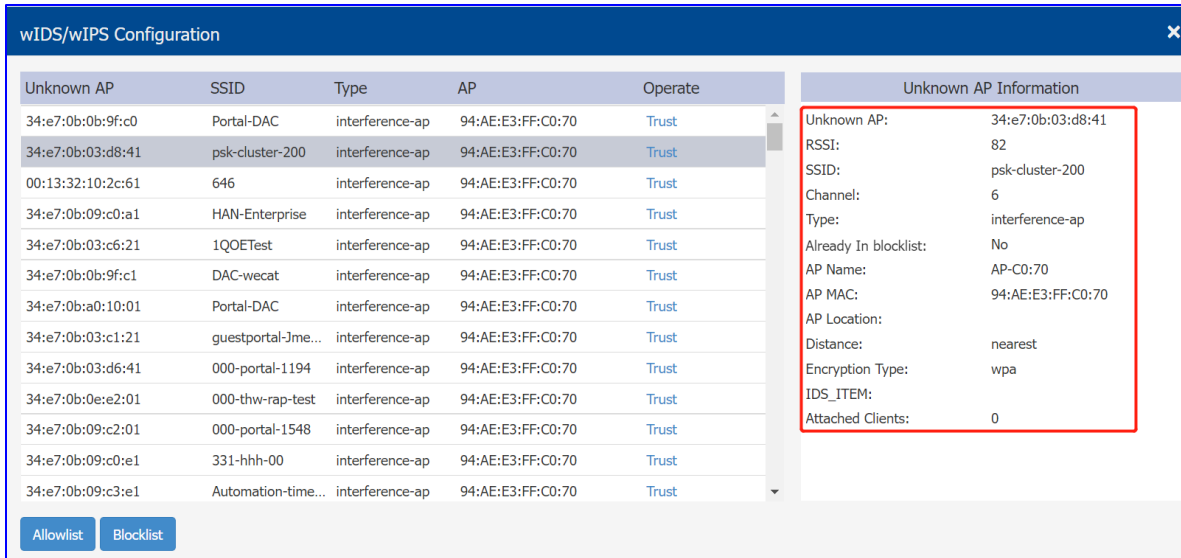 wIDS/wIPS Configuration ×
Unknown AP SSID Type AP Operate
34:e7:0b:0b:9f:c0 Portal-DAC interference-ap 94:AE:E3:FF:C0:70 Trust
34:e7:0b:03:d8:41 psk-cluster-200 interference-ap 94:AE:E3:FF:C0:70 Trust
00:13:32:10:2c:61 646 interference-ap 94:AE:E3:FF:C0:70 Trust
34:e7:0b:09:c0:a1 HAN-Enterprise interference-ap 94:AE:E3:FF:C0:70 Trust
34:e7:0b:03:c6:21 1QOETest interference-ap 94:AE:E3:FF:C0:70 Trust
34:e7:0b:0b:9f:c1 DAC-wecat interference-ap 94:AE:E3:FF:C0:70 Trust
34:e7:0b:a0:10:01 Portal-DAC interference-ap 94:AE:E3:FF:C0:70 Trust
34:e7:0b:03:c1:21 guestportal-Jme... interference-ap 94:AE:E3:FF:C0:70 Trust
34:e7:0b:03:d6:41 000-portal-1194 interference-ap 94:AE:E3:FF:C0:70 Trust
34:e7:0b:0e:e2:01 000-thw-rap-test interference-ap 94:AE:E3:FF:C0:70 Trust
34:e7:0b:09:c2:01 000-portal-1548 interference-ap 94:AE:E3:FF:C0:70 Trust
34:e7:0b:09:c0:e1 331-hhh-00 interference-ap 94:AE:E3:FF:C0:70 Trust
34:e7:0b:09:c3:e1 Automation-time... interference-ap 94:AE:E3:FF:C0:70 Trust
Allowlist Blocklist
Unknown AP Information
Unknown AP: 34:e7:0b:03:d8:41
RSSI: 82
SSID: psk-cluster-200
Channel: 6
Type: interference-ap
Already In blocklist: No
AP Name: AP-C0:70
AP MAC: 94:AE:E3:FF:C0:70
AP Location:
Distance: nearest
Encryption Type: wpa
IDS_ITEM:
Attached Clients: 0